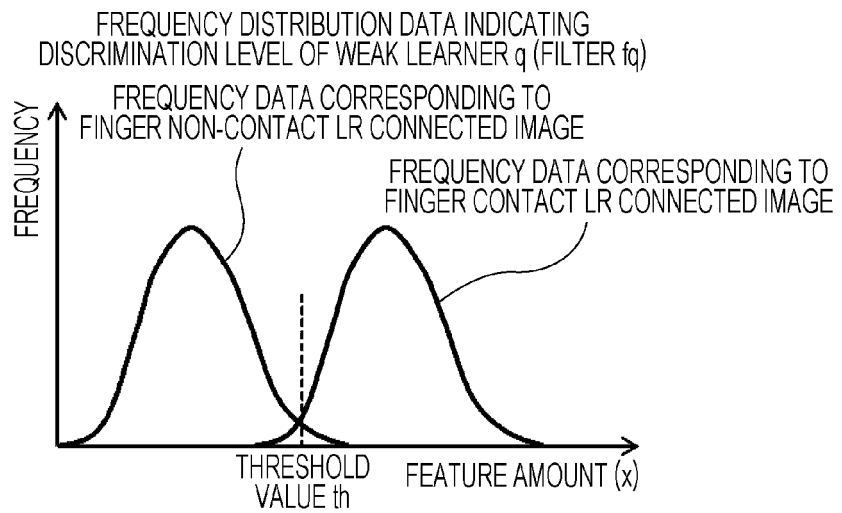 FREQUENCY DISTRIBUTION DATA INDICATING
DISCRIMINATION LEVEL OF WEAK LEARNER q (FILTER fq)
FREQUENCY DATA CORRESPONDING TO
FINGER NON-CONTACT LR CONNECTED IMAGE
FREQUENCY DATA CORRESPONDING TO
FINGER CONTACT LR CONNECTED IMAGE
FREQUENCY
THRESHOLD
VALUE th
FEATURE AMOUNT (x)